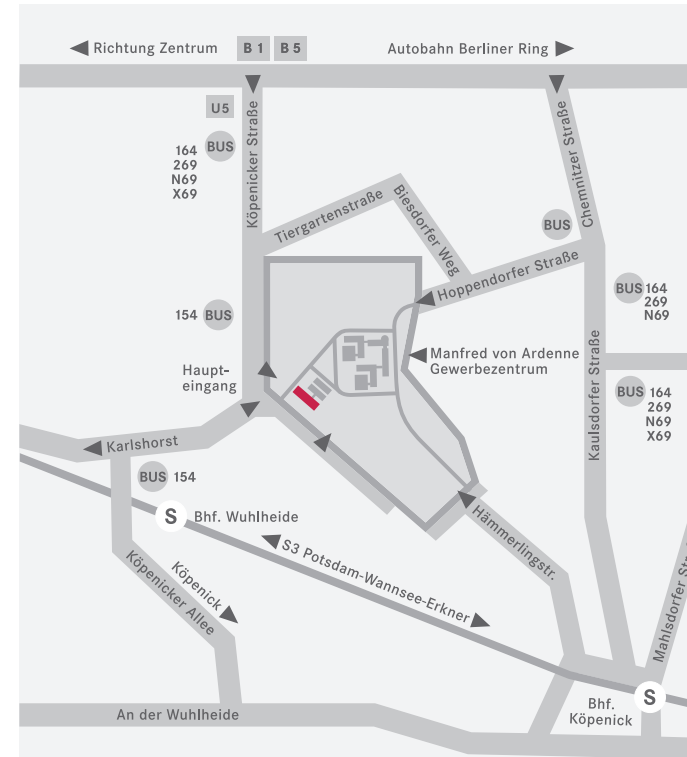 Richtung Zentrum
B 1
B 5
Autobahn Berliner Ring
U5
BUS
164
269
N69
X69
Köpenicker Straße
Chemnitzer Straße
Tiergartenstraße
Biesdorfer Weg
BUS
Hoppendorfer Straße
BUS 164
269
N69
154 BUS
Manfred von Ardenne
Gewerbezentrum
Haupt-
eingang
Kaulsdorfer Straße
BUS 164
269
N69
X69
Karlshorst
BUS 154
S
Bhf. Wuhlheide
Hämmerlingstr.
S3 Potsdam-Wannsee-Erkner
Köpenick
Köpenicker Allee
Mahlsdorfer Str
S
Bhf.
Köpenick
An der Wuhlheide